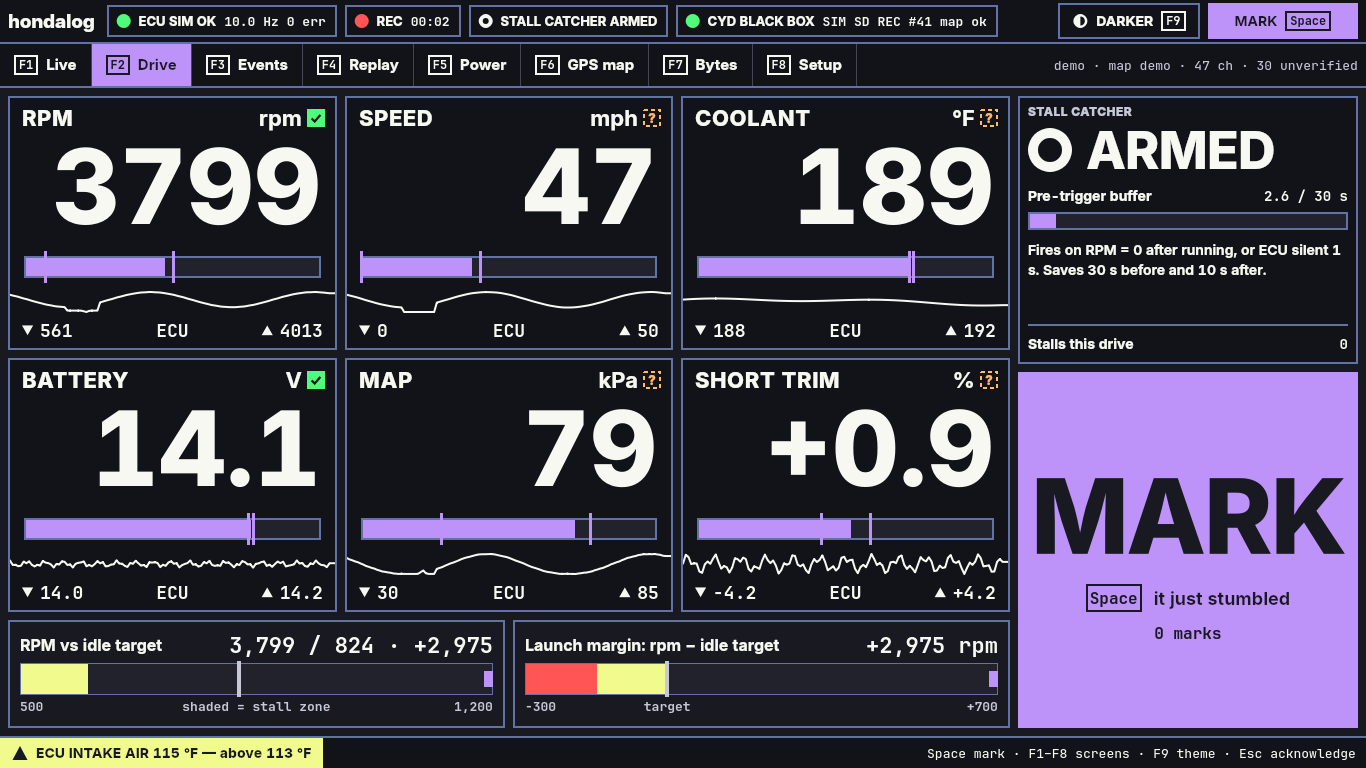 hondalog
ECU SIM OK 10.0 Hz 0 err
REC 00:02
STALL CATCHER ARMED
CYD BLACK BOX SIM SD REC #41 map ok
DARKER F9
MARK Space
F1 Live
F2 Drive
F3 Events
F4 Replay
F5 Power
F6 GPS map
F7 Bytes
F8 Setup
demo · map demo · 47 ch · 30 unverified
RPM rpm
3799
▼ 561 ECU ▲ 4013
SPEED mph ?
47
▼ 0 ECU ▲ 50
COOLANT °F ?
189
▼ 188 ECU ▲ 192
STALL CATCHER
ARMED
Pre-trigger buffer 2.6 / 30 s
Fires on RPM = 0 after running, or ECU silent 1
s. Saves 30 s before and 10 s after.
Stalls this drive 0
BATTERY V
14.1
▼ 14.0 ECU ▲ 14.2
MAP kPa ?
79
▼ 30 ECU ▲ 85
SHORT TRIM % ?
+0.9
▼ -4.2 ECU ▲ +4.2
MARK
Space it just stumbled
0 marks
RPM vs idle target 3,799 / 824 · +2,975
500 shaded = stall zone 1,200
Launch margin: rpm − idle target +2,975 rpm
-300 target +700
ECU INTAKE AIR 115 °F — above 113 °F
Space mark · F1–F8 screens · F9 theme · Esc acknowledge